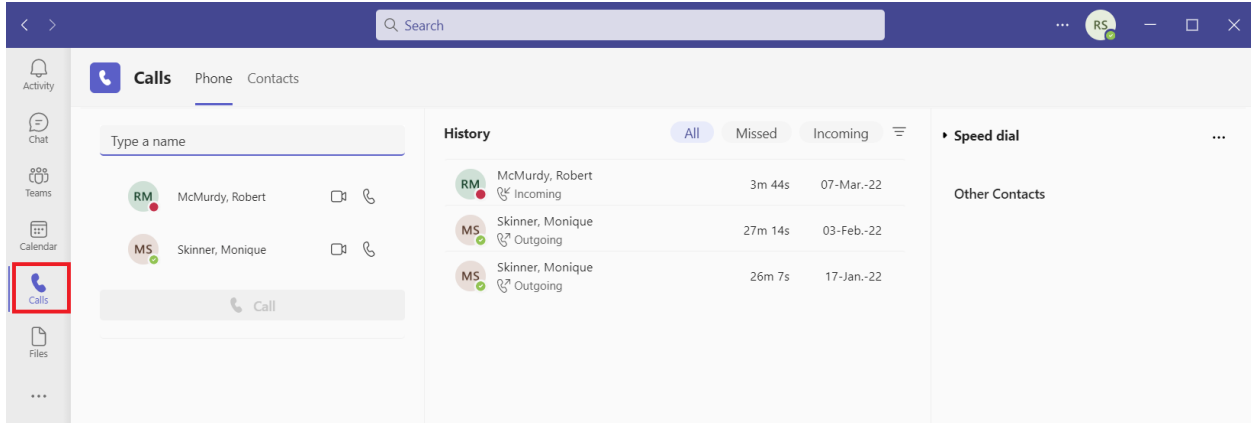 Search
RS
Activity
Chat
Teams
Calendar
Calls
Files
Calls Phone Contacts
Type a name
RM McMurdy, Robert
MS Skinner, Monique
Call
History All Missed Incoming
RM McMurdy, Robert
Incoming 3m 44s 07-Mar.-22
MS Skinner, Monique
Outgoing 27m 14s 03-Feb.-22
MS Skinner, Monique
Outgoing 26m 7s 17-Jan.-22
Speed dial
Other Contacts